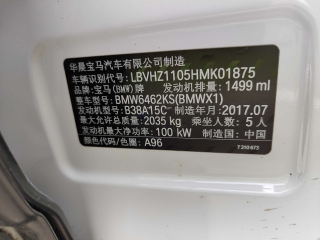 华晨宝马汽车有限公司制造
车辆识别代号: LBVHZ1105HMK01875
品牌: 宝马(BMW)牌 发动机排量: 1499 ml
整车型号: BMW6462KS(BMWX1)
发动机型号: B38A15C 制造年月: 2017.07
最大允许总质量: 2035 kg 乘坐人数: 5 人
发动机最大净功率: 100 kW 制造国: 中国
颜色代码/色圈: A96
7 310 673